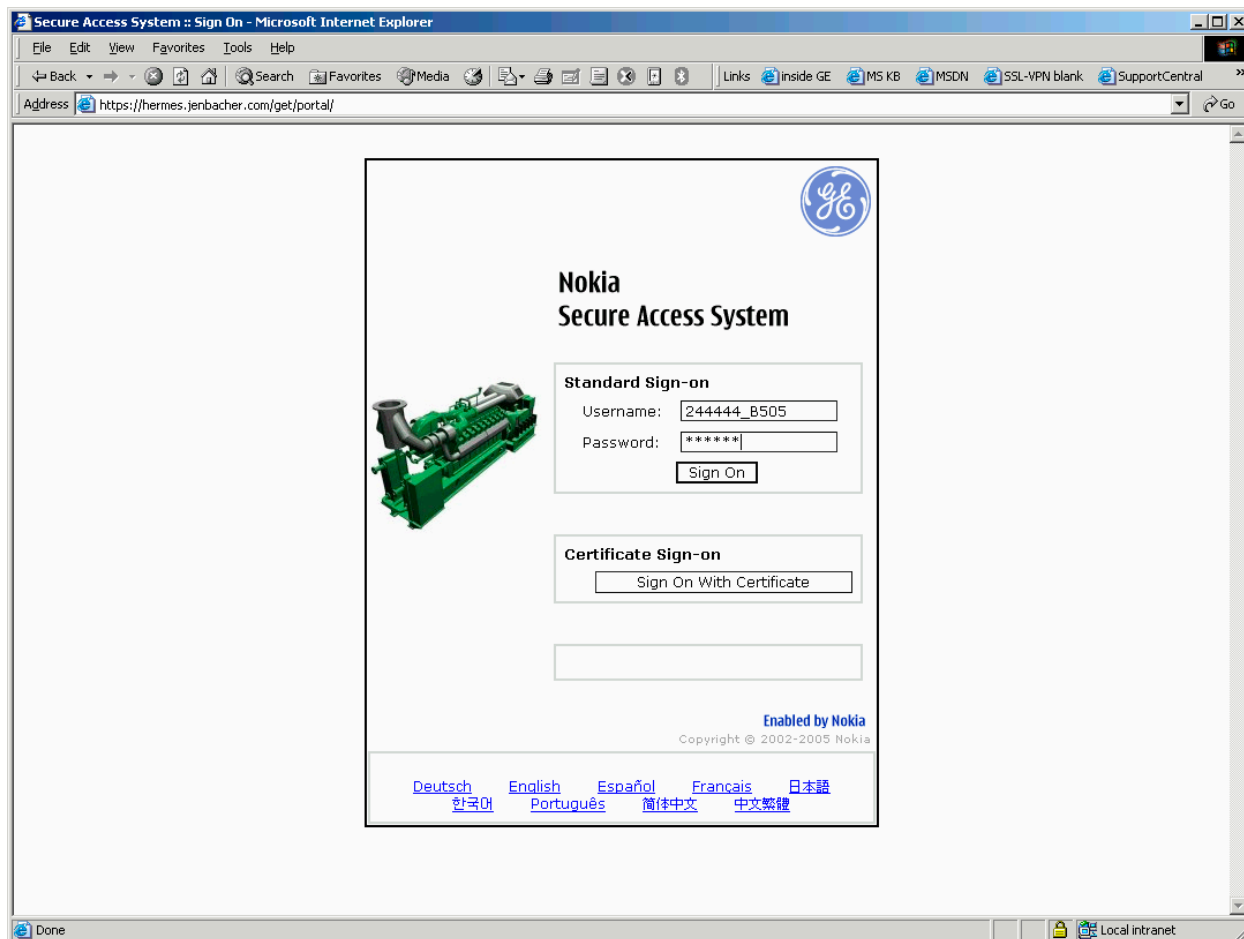 Secure Access System :: Sign On - Microsoft Internet Explorer
File Edit View Favorites Tools Help
Back Search Favorites Media Links inside GE MS KB MSDN SSL-VPN blank SupportCentral »
Address https://hermes.jenbacher.com/get/portal/ Go
GE
Nokia
Secure Access System
Standard Sign-on
Username: 244444_B505
Password: ******
Sign On
Certificate Sign-on
Sign On With Certificate
Enabled by Nokia
Copyright © 2002-2005 Nokia
Deutsch English Español Français 日本語
한국어 Português 简体中文 中文繁體
Done Local intranet